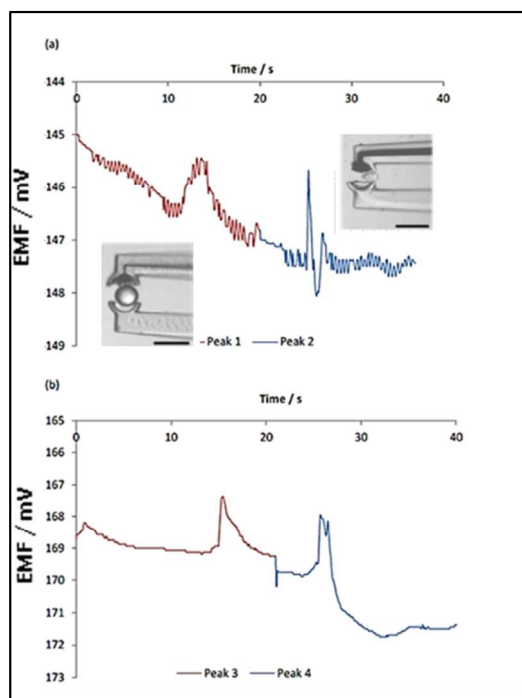 (a)
Time / s
0 10 20 30 40
144
145
146
147
148
149
EMF / mV
Peak 1 Peak 2
(b)
Time / s
0 10 20 30 40
165
166
167
168
169
170
171
172
173
EMF / mV
Peak 3 Peak 4